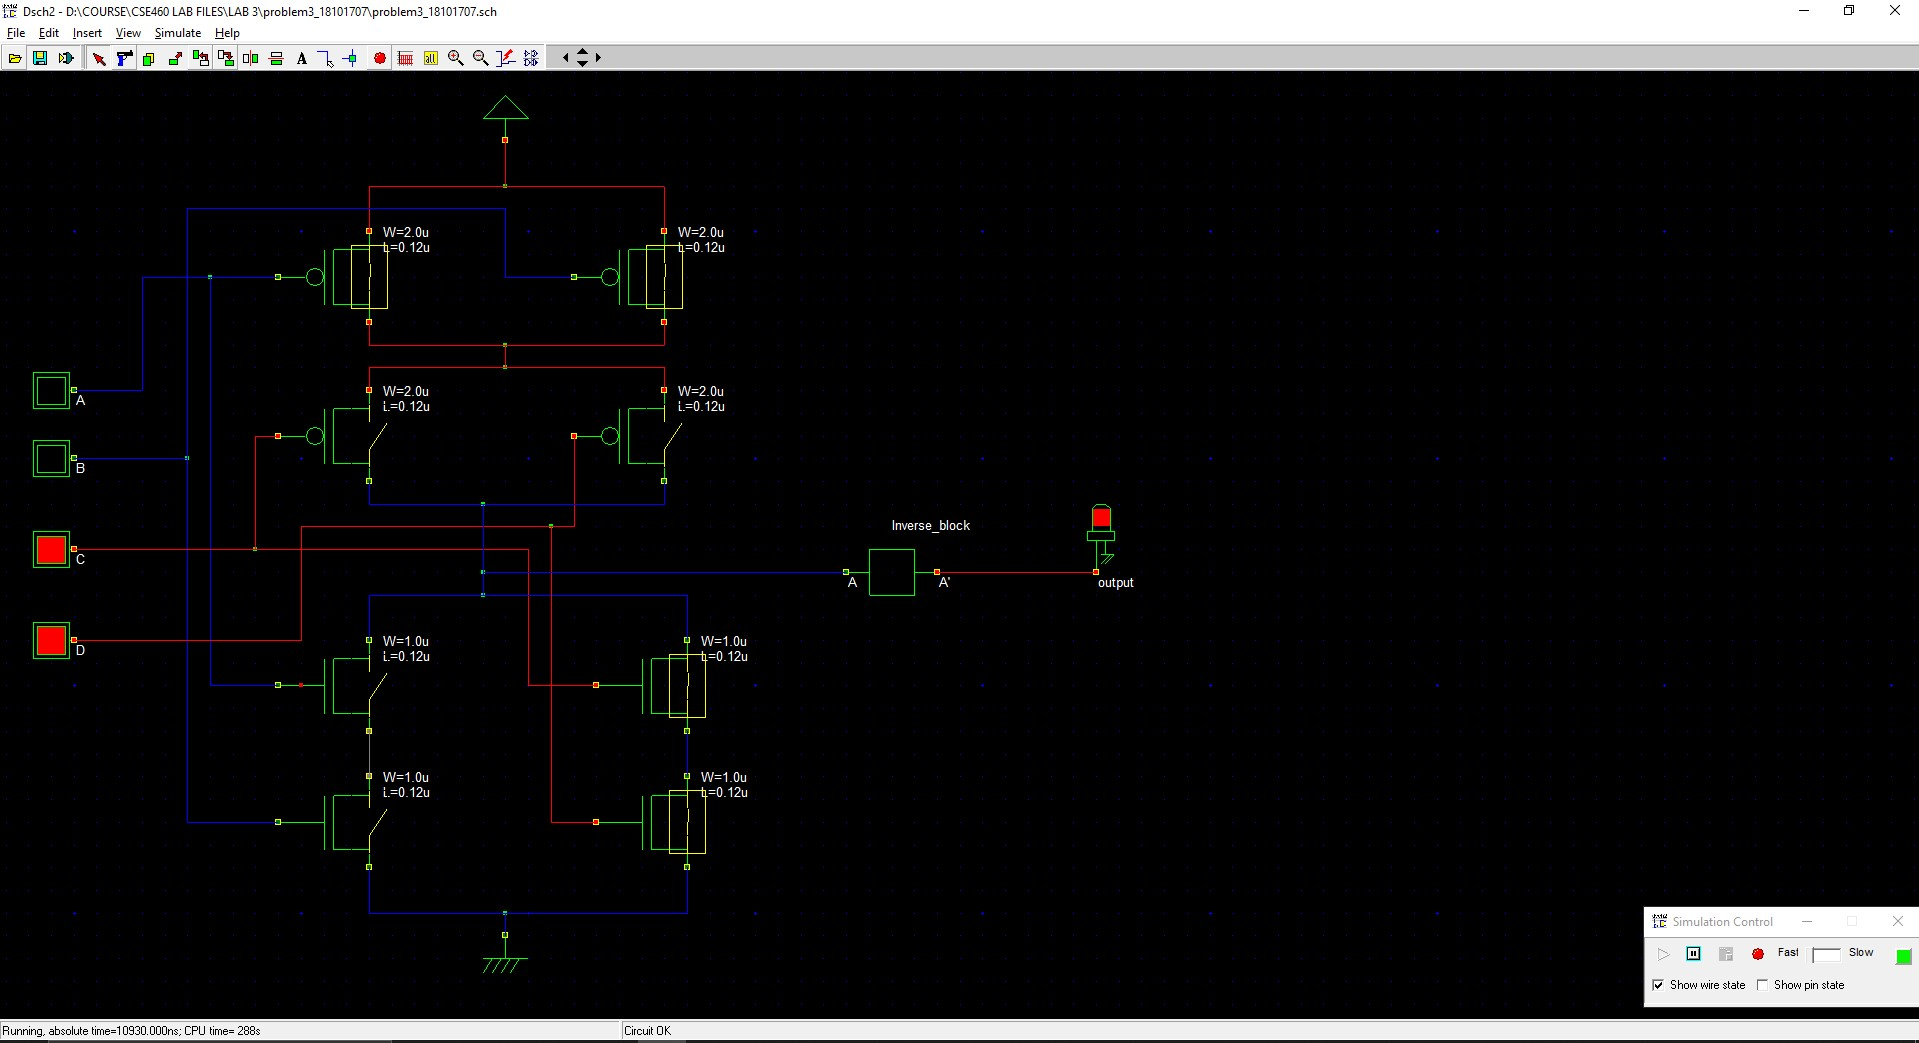 Dsch2 - D:\COURSE\CSE460 LAB FILES\LAB 3\problem3_18101707\problem3_18101707.sch
File Edit Insert View Simulate Help
A all
W=2.0u
L=0.12u
W=2.0u
L=0.12u
W=2.0u
L=0.12u
W=2.0u
L=0.12u
A
B
C
D
Inverse_block
A
A'
output
W=1.0u
L=0.12u
W=1.0u
L=0.12u
W=1.0u
L=0.12u
W=1.0u
L=0.12u
Simulation Control
Fast Slow
Show wire state Show pin state
Running, absolute time=10930.000ns; CPU time= 288s
Circuit OK